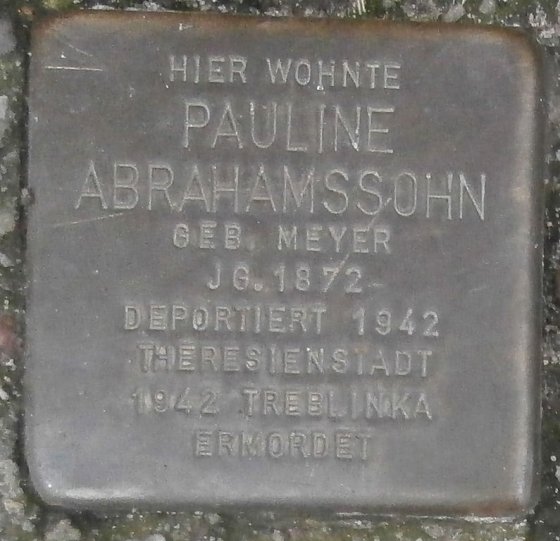 HIER WOHNTE
PAULINE
ABRAHAMSSOHN
GEB. MEYER
JG. 1872
DEPORTIERT 1942
THERESIENSTADT
1942 TREBLINKA
ERMORDET